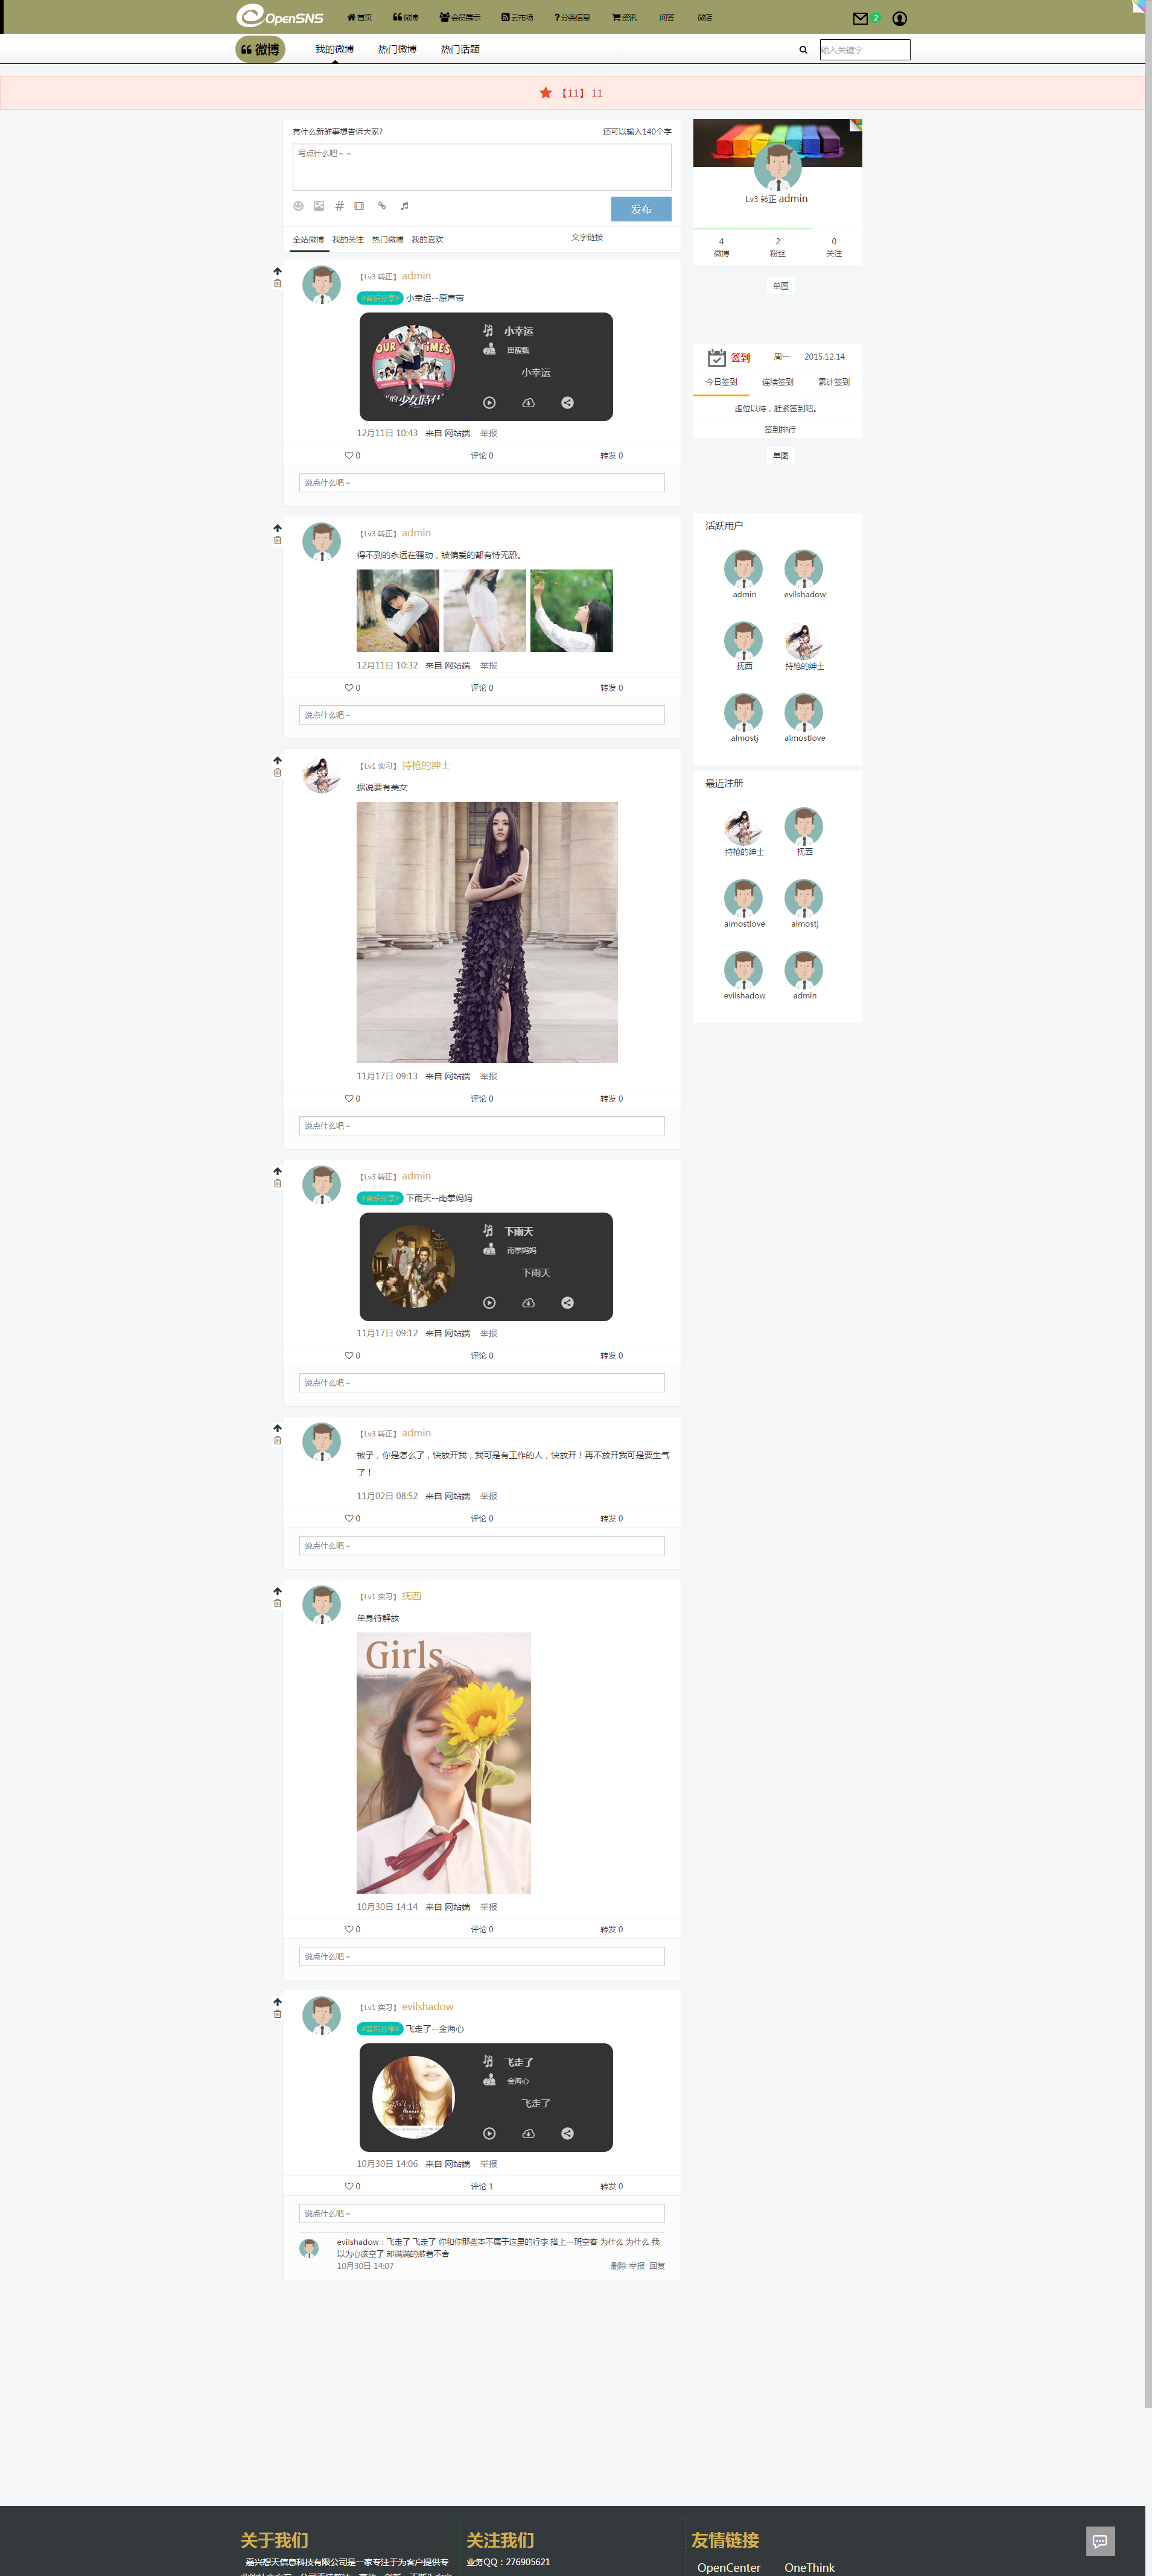 OpenSNS 首页 微博 会员展示 云市场 分类信息 资讯 问答 微店 2
微博 我的微博 热门微博 热门话题 输入关键字
【11】 11
有什么新鲜事想告诉大家? 还可以输入140个字
写点什么吧～～
发布
全站微博 我的关注 热门微博 我的喜欢 文字链接
【Lv3 转正】 admin
#音乐分享# 小幸运--原声带
小幸运
田馥甄
小幸运
12月11日 10:43 来自 网站端 举报
0 评论 0 转发 0
说点什么吧～
【Lv3 转正】 admin
得不到的永远在骚动，被偏爱的都有恃无恐。
12月11日 10:32 来自 网站端 举报
0 评论 0 转发 0
说点什么吧～
【Lv1 实习】 持枪的绅士
据说要有美女
11月17日 09:13 来自 网站端 举报
0 评论 0 转发 0
说点什么吧～
【Lv3 转正】 admin
#音乐分享# 下雨天--南拳妈妈
下雨天
南拳妈妈
下雨天
11月17日 09:12 来自 网站端 举报
0 评论 0 转发 0
说点什么吧～
【Lv3 转正】 admin
被子，你是怎么了，快放开我，我可是有工作的人，快放开！再不放开我可是要生气
了！
11月02日 08:52 来自 网站端 举报
0 评论 0 转发 0
说点什么吧～
【Lv1 实习】 抚西
单身待解放
Girls
10月30日 14:14 来自 网站端 举报
0 评论 0 转发 0
说点什么吧～
【Lv1 实习】 evilshadow
#音乐分享# 飞走了--金海心
飞走了
金海心
飞走了
10月30日 14:06 来自 网站端 举报
0 评论 1 转发 0
说点什么吧～
evilshadow：飞走了 飞走了 你和你那些本不属于这里的行李 搭上一班空客 为什么 为什么 我
以为心该空了 却满满的装着不舍
10月30日 14:07 删除 举报 回复
Lv3 转正 admin
4 2 0
微博 粉丝 关注
单图
签到 周一 2015.12.14
今日签到 连续签到 累计签到
虚位以待，赶紧签到吧。
签到排行
单图
活跃用户
admin evilshadow
抚西 持枪的绅士
almostj almostlove
最近注册
持枪的绅士 抚西
almostlove almostj
evilshadow admin
关于我们 关注我们 友情链接
嘉兴想天信息科技有限公司是一家专注于为客户提供专
业务QQ：276905621
OpenCenter OneThink